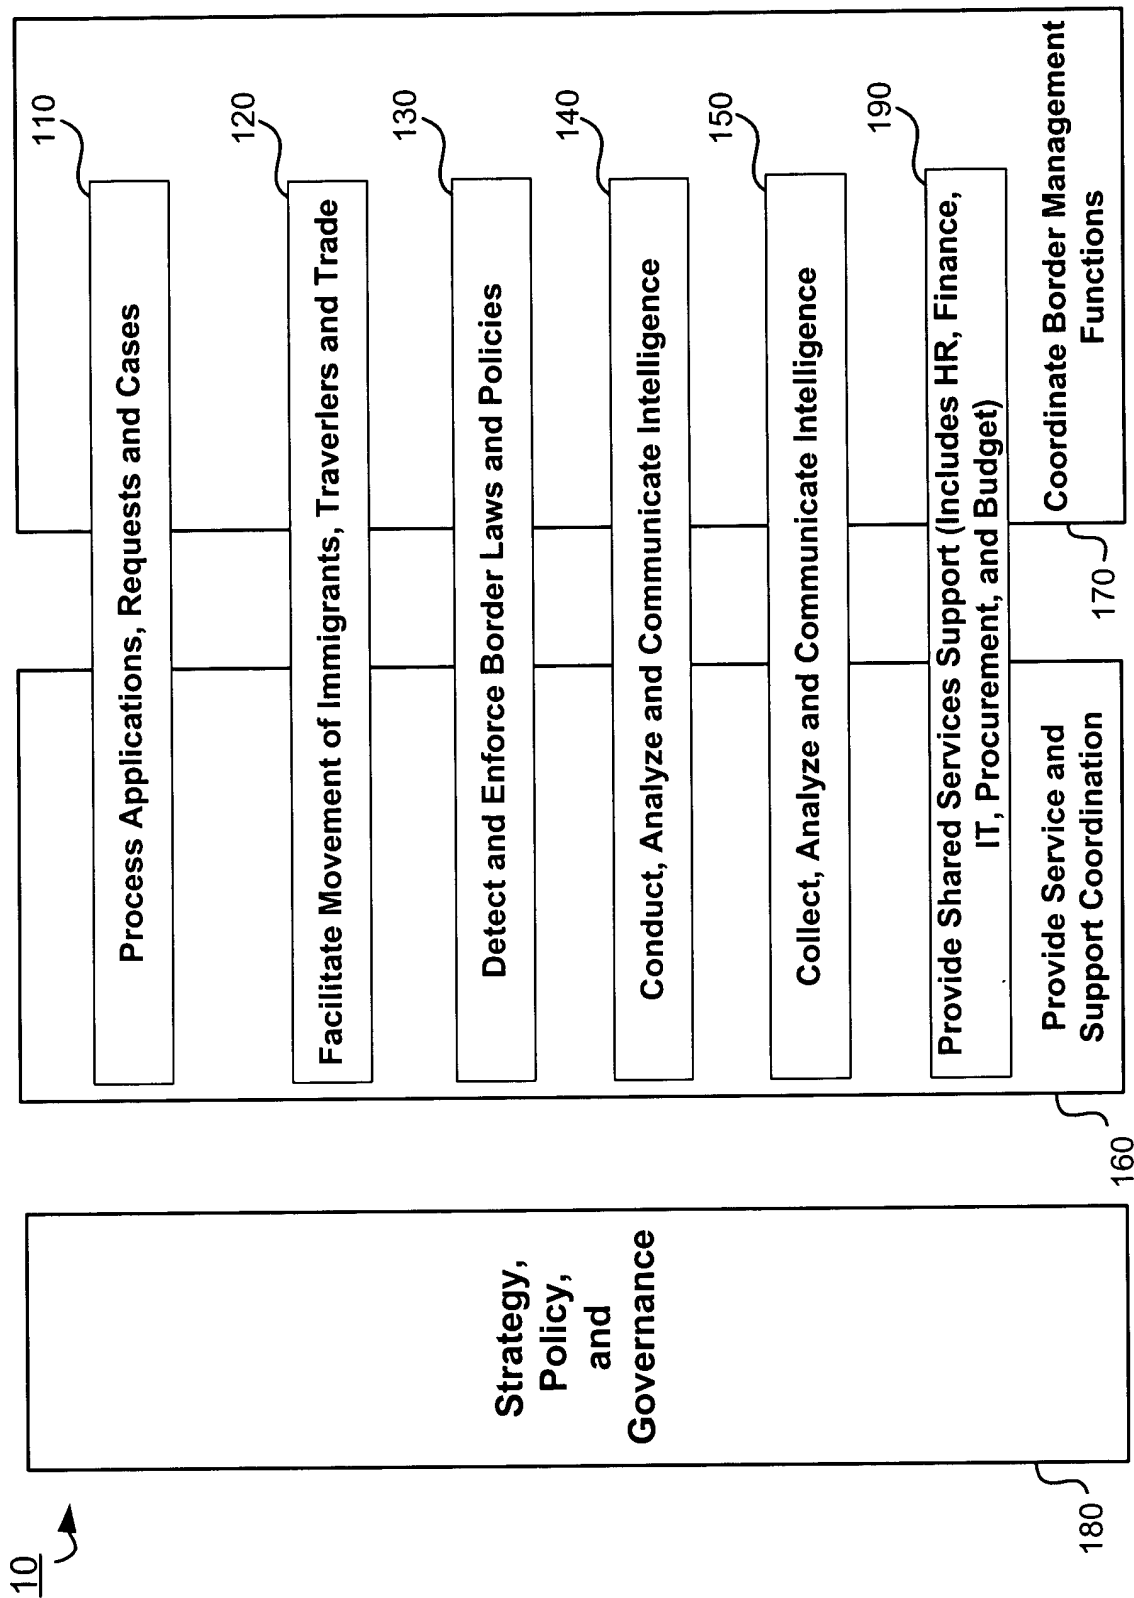 10
110
Process Applications, Requests and Cases
120
Facilitate Movement of Immigrants, Traverlers and Trade
130
Detect and Enforce Border Laws and Policies
140
Conduct, Analyze and Communicate Intelligence
150
Collect, Analyze and Communicate Intelligence
190
Provide Shared Services Support (Includes HR, Finance,
IT, Procurement, and Budget)
Strategy,
Policy,
and
Governance
180
Provide Service and
Support Coordination
160
Coordinate Border Management
Functions
170